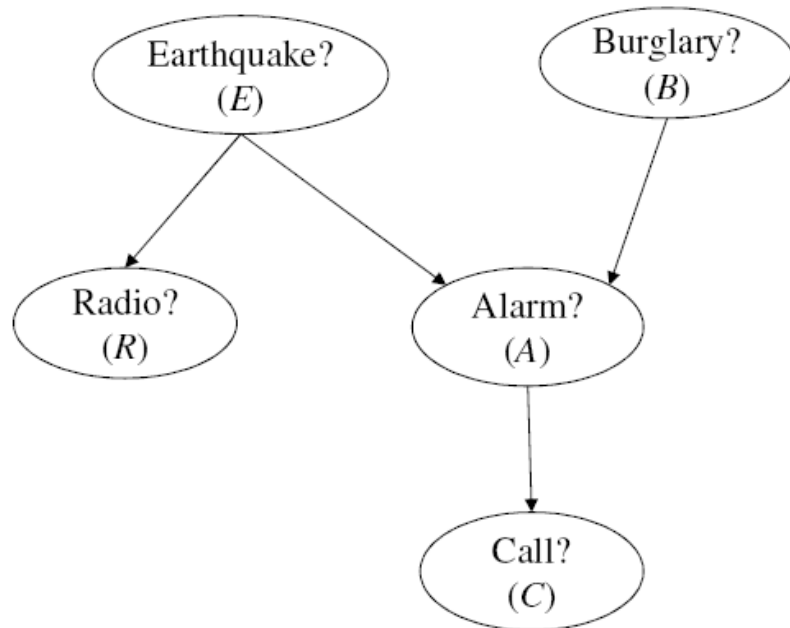 Earthquake?
(E)
Burglary?
(B)
Radio?
(R)
Alarm?
(A)
Call?
(C)